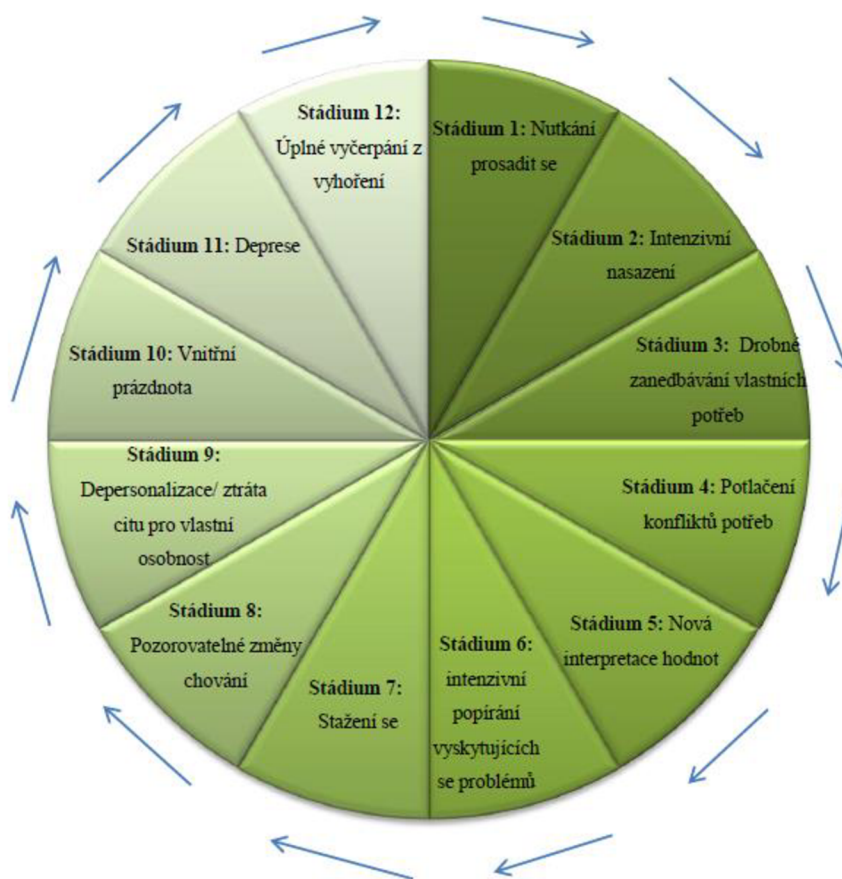 Stádium 1: Nutkání
prosadit se
Stádium 2: Intenzivní
nasazení
Stádium 3: Drobné
zanedbávání vlastních
potřeb
Stádium 4: Potlačení
konfliktů potřeb
Stádium 5: Nová
interpretace hodnot
Stádium 6:
intenzivní
popírání
vyskytujících
se problémů
Stádium 7:
Stažení se
Stádium 8:
Pozorovatelné změny
chování
Stádium 9:
Depersonalizace/ ztráta
citu pro vlastní
osobnost
Stádium 10: Vnitřní
prázdnota
Stádium 11: Deprese
Stádium 12:
Úplné vyčerpání z
vyhoření